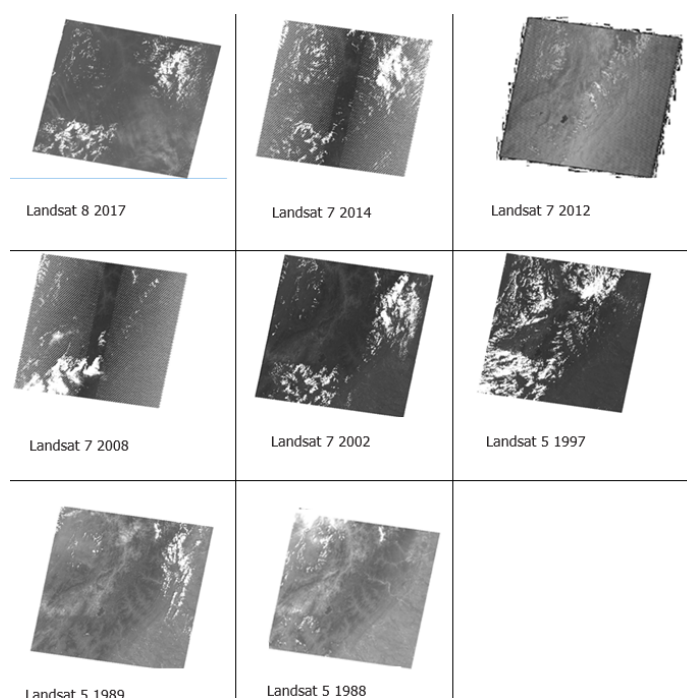 Landsat 8 2017
Landsat 7 2014
Landsat 7 2012
Landsat 7 2008
Landsat 7 2002
Landsat 5 1997
Landsat 5 1989
Landsat 5 1988